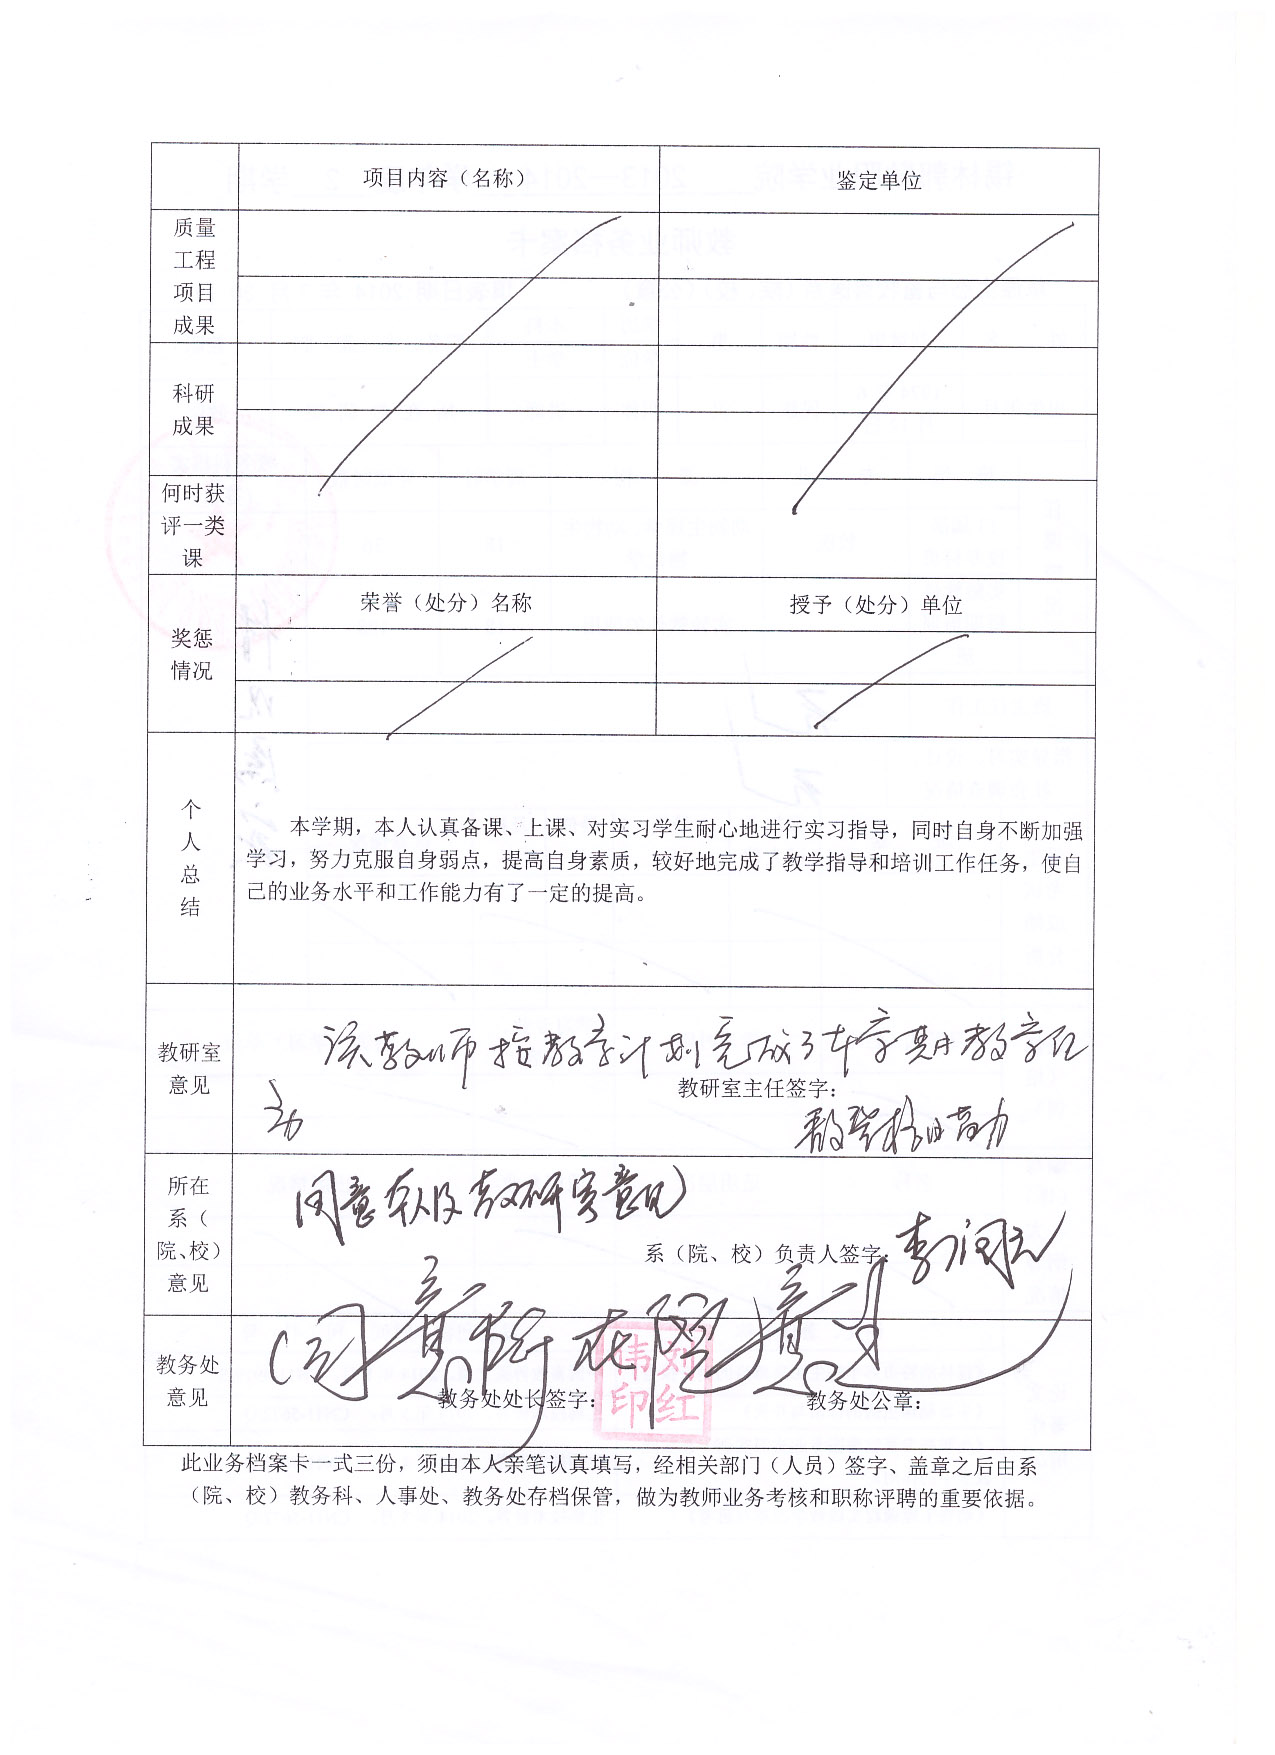 项目内容（名称）
鉴定单位
质量
工程
项目
成果
科研
成果
何时获
评一类
课
荣誉（处分）名称
授予（处分）单位
奖惩
情况
个
人
总
结
本学期，本人认真备课、上课、对实习学生耐心地进行实习指导，同时自身不断加强
学习，努力克服自身弱点，提高自身素质，较好地完成了教学指导和培训工作任务，使自
己的业务水平和工作能力有了一定的提高。
教研室
意见
该教师按教学计划完成了本学期教学任
务
教研室主任签字：
所在
系（
院、校）
意见
同意教研室意见
系（院、校）负责人签字：
李润
教务处
意见
同意
意见
教务处处长签字：
刘红伟印
教务处公章：
此业务档案卡一式三份，须由本人亲笔认真填写，经相关部门（人员）签字、盖章之后由系
（院、校）教务科、人事处、教务处存档保管，做为教师业务考核和职称评聘的重要依据。